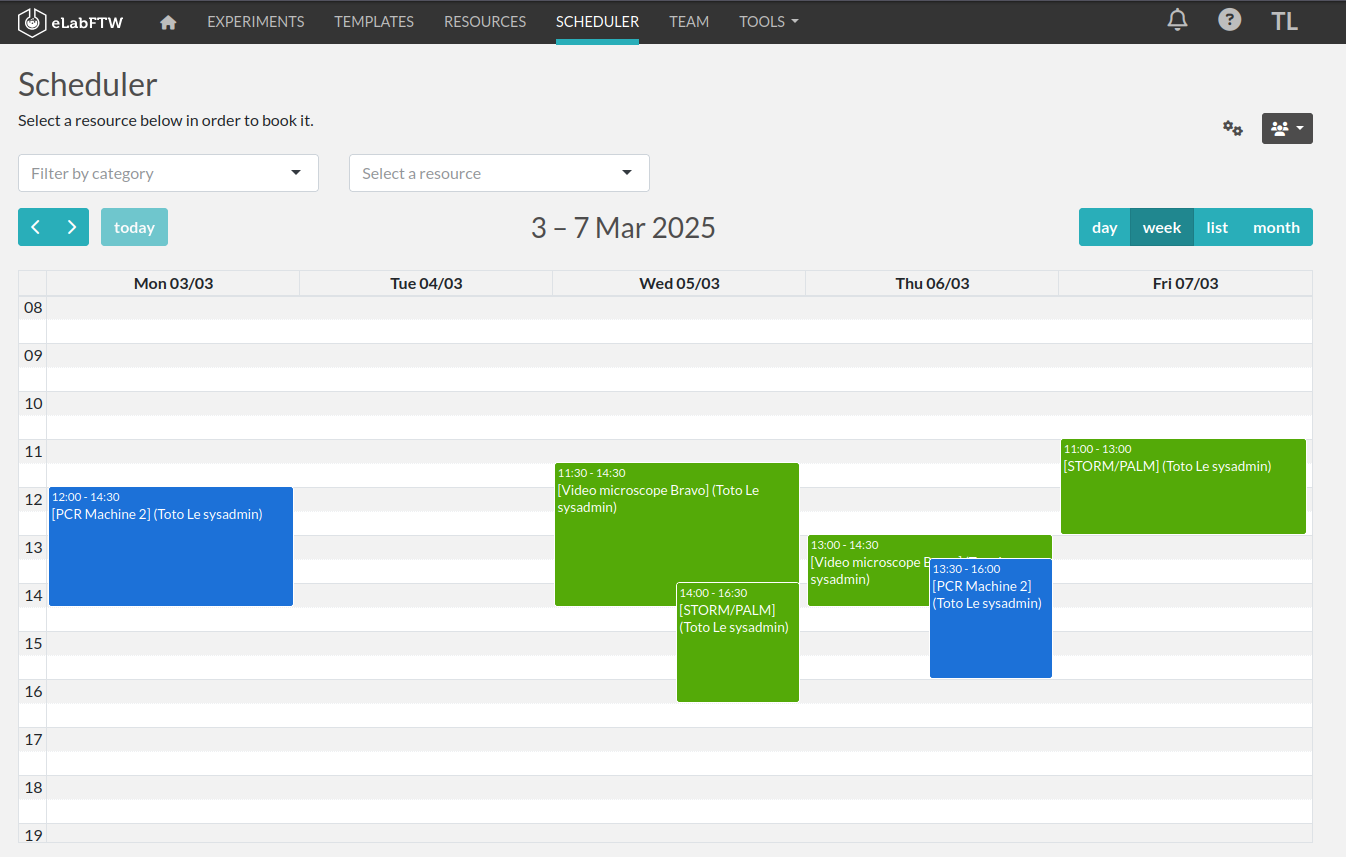 eLabFTW
EXPERIMENTS
TEMPLATES
RESOURCES
SCHEDULER
TEAM
TOOLS
?
TL
Scheduler
Select a resource below in order to book it.
Filter by category
Select a resource
today
3 – 7 Mar 2025
day
week
list
month
Mon 03/03
Tue 04/03
Wed 05/03
Thu 06/03
Fri 07/03
08
09
10
11
12
13
14
15
16
17
18
19
12:00 - 14:30
[PCR Machine 2] (Toto Le sysadmin)
11:30 - 14:30
[Video microscope Bravo] (Toto Le
sysadmin)
14:00 - 16:30
[STORM/PALM]
(Toto Le sysadmin)
13:00 - 14:30
[Video microscope
sysadmin)
13:30 - 16:00
[PCR Machine 2]
(Toto Le sysadmin)
11:00 - 13:00
[STORM/PALM] (Toto Le sysadmin)